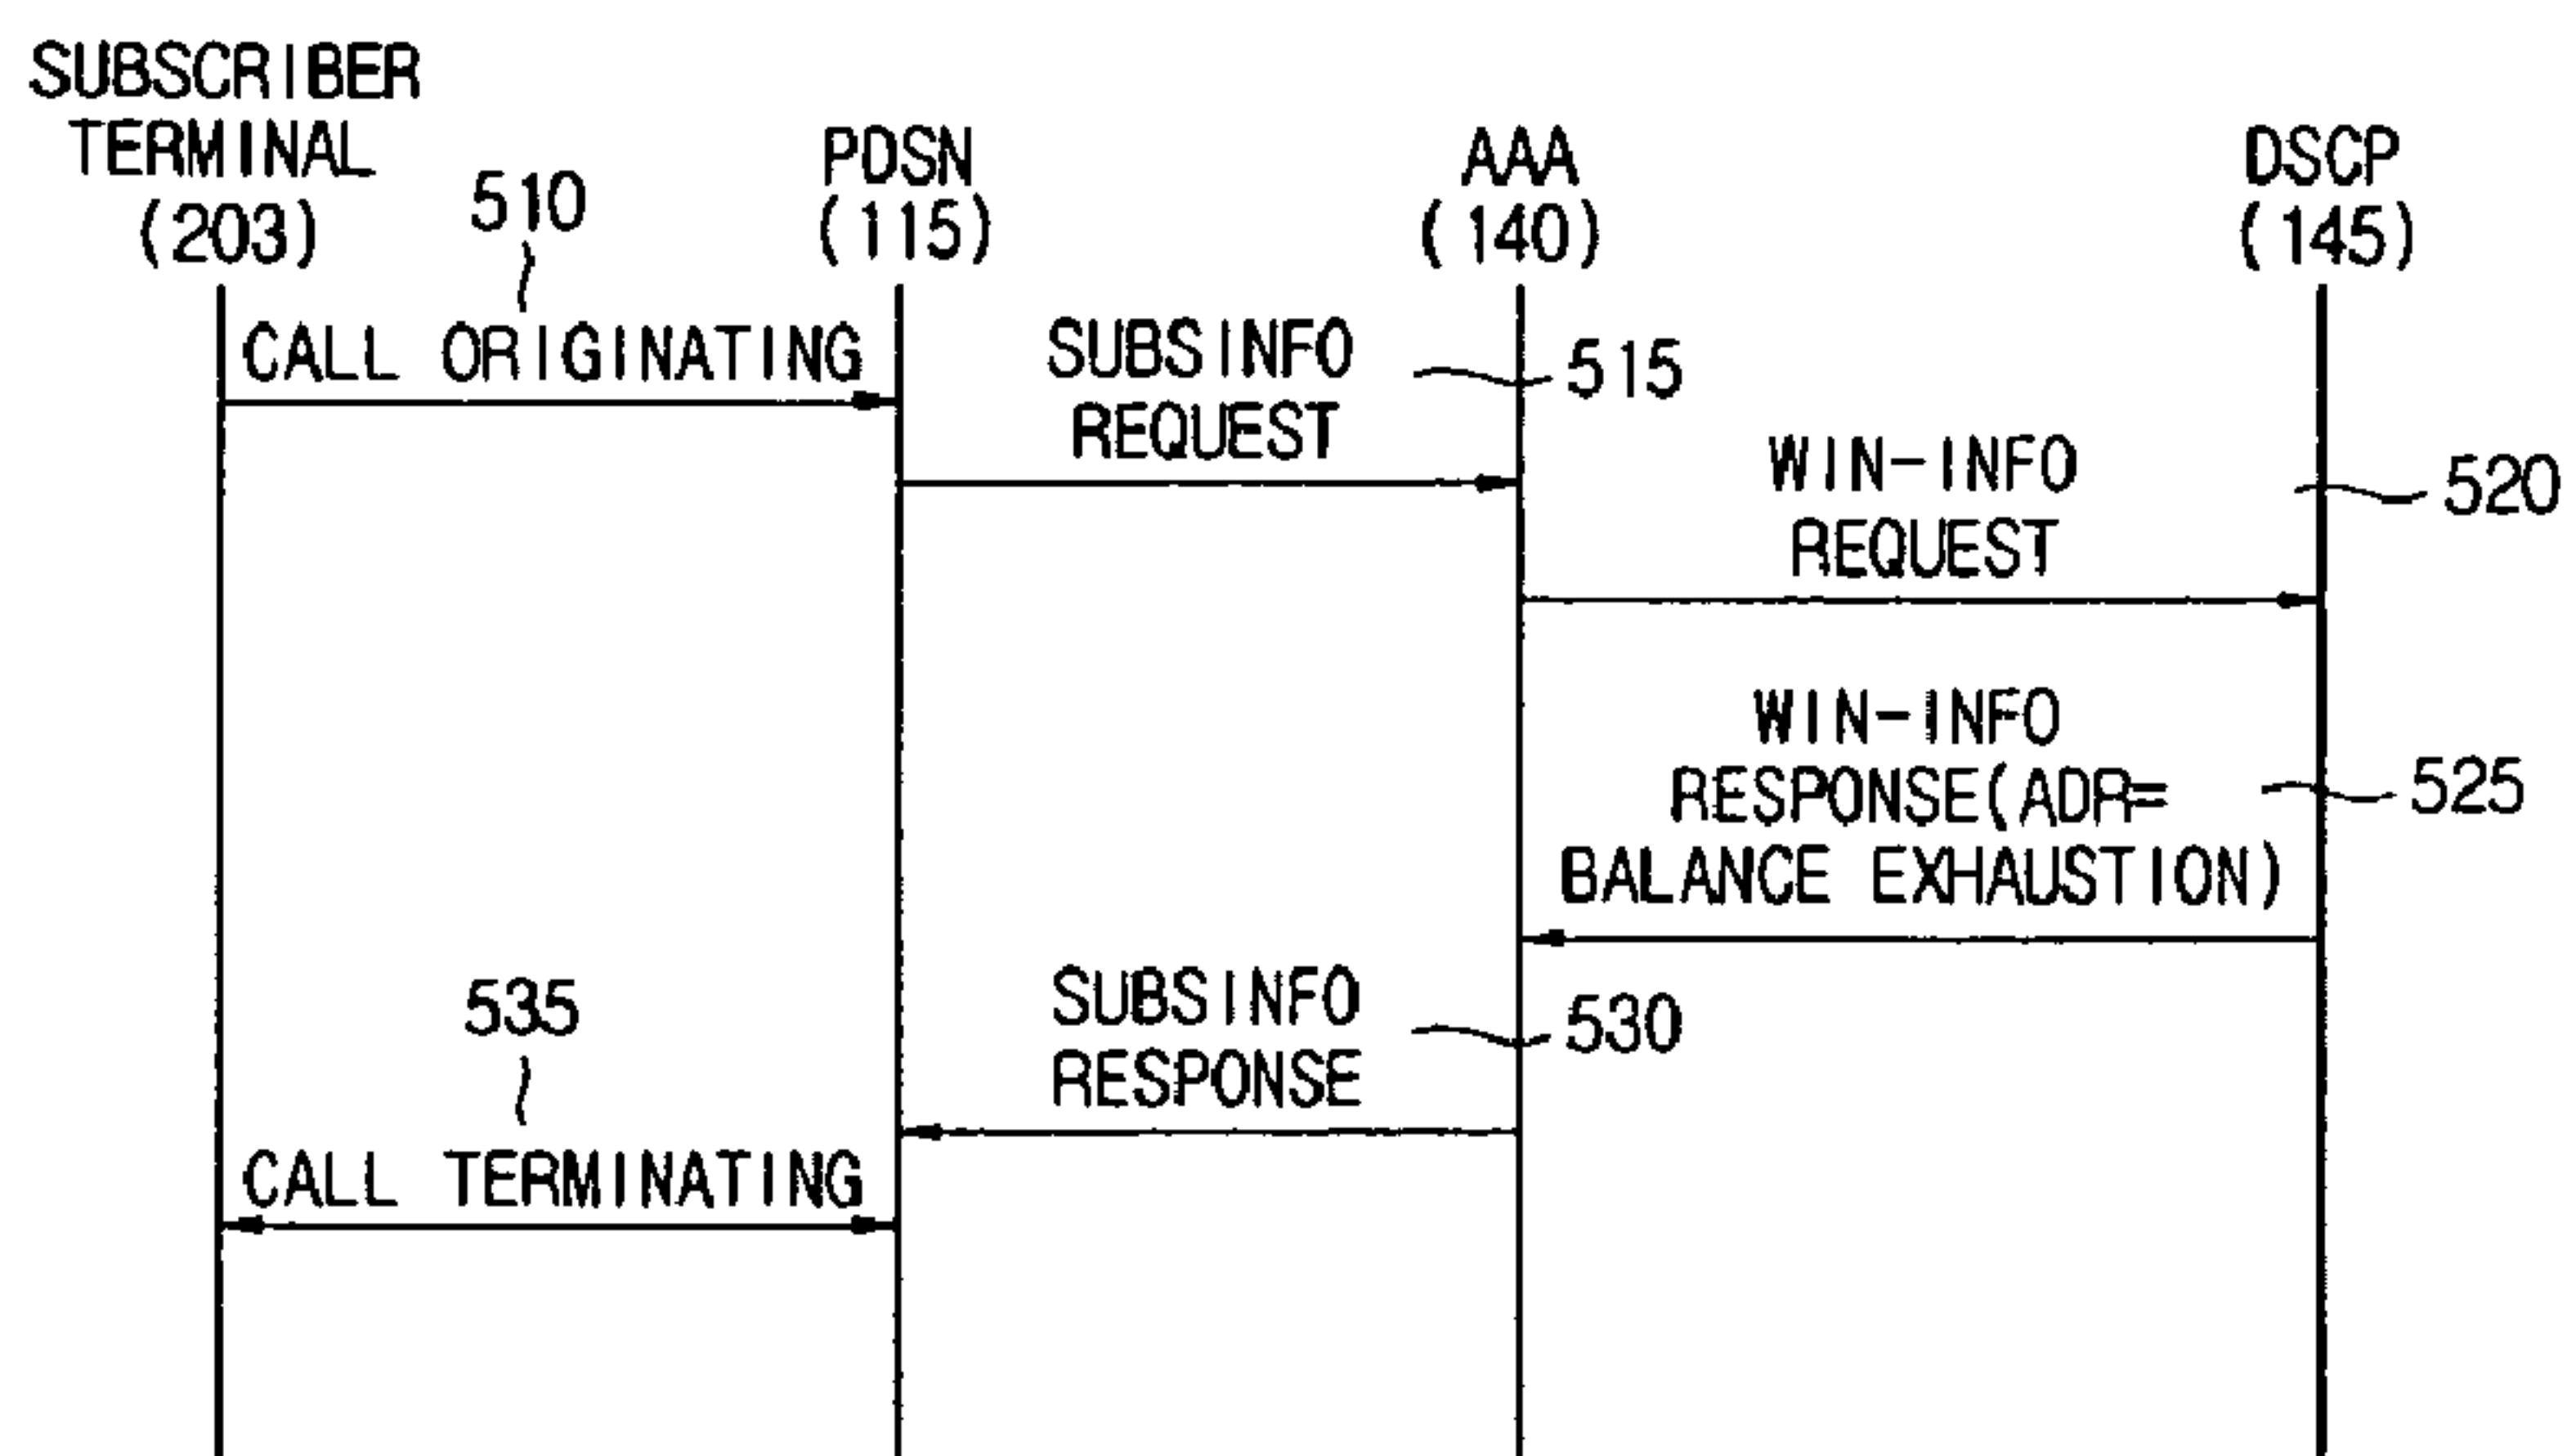 SUBSCRIBER
TERMINAL
(203)
510
PDSN
(115)
AAA
(140)
DSCP
(145)
CALL ORIGINATING
SUBSINFO
REQUEST
515
WIN-INFO
REQUEST
520
WIN-INFO
RESPONSE(ADR=
BALANCE EXHAUSTION)
525
SUBSINFO
RESPONSE
530
535
CALL TERMINATING